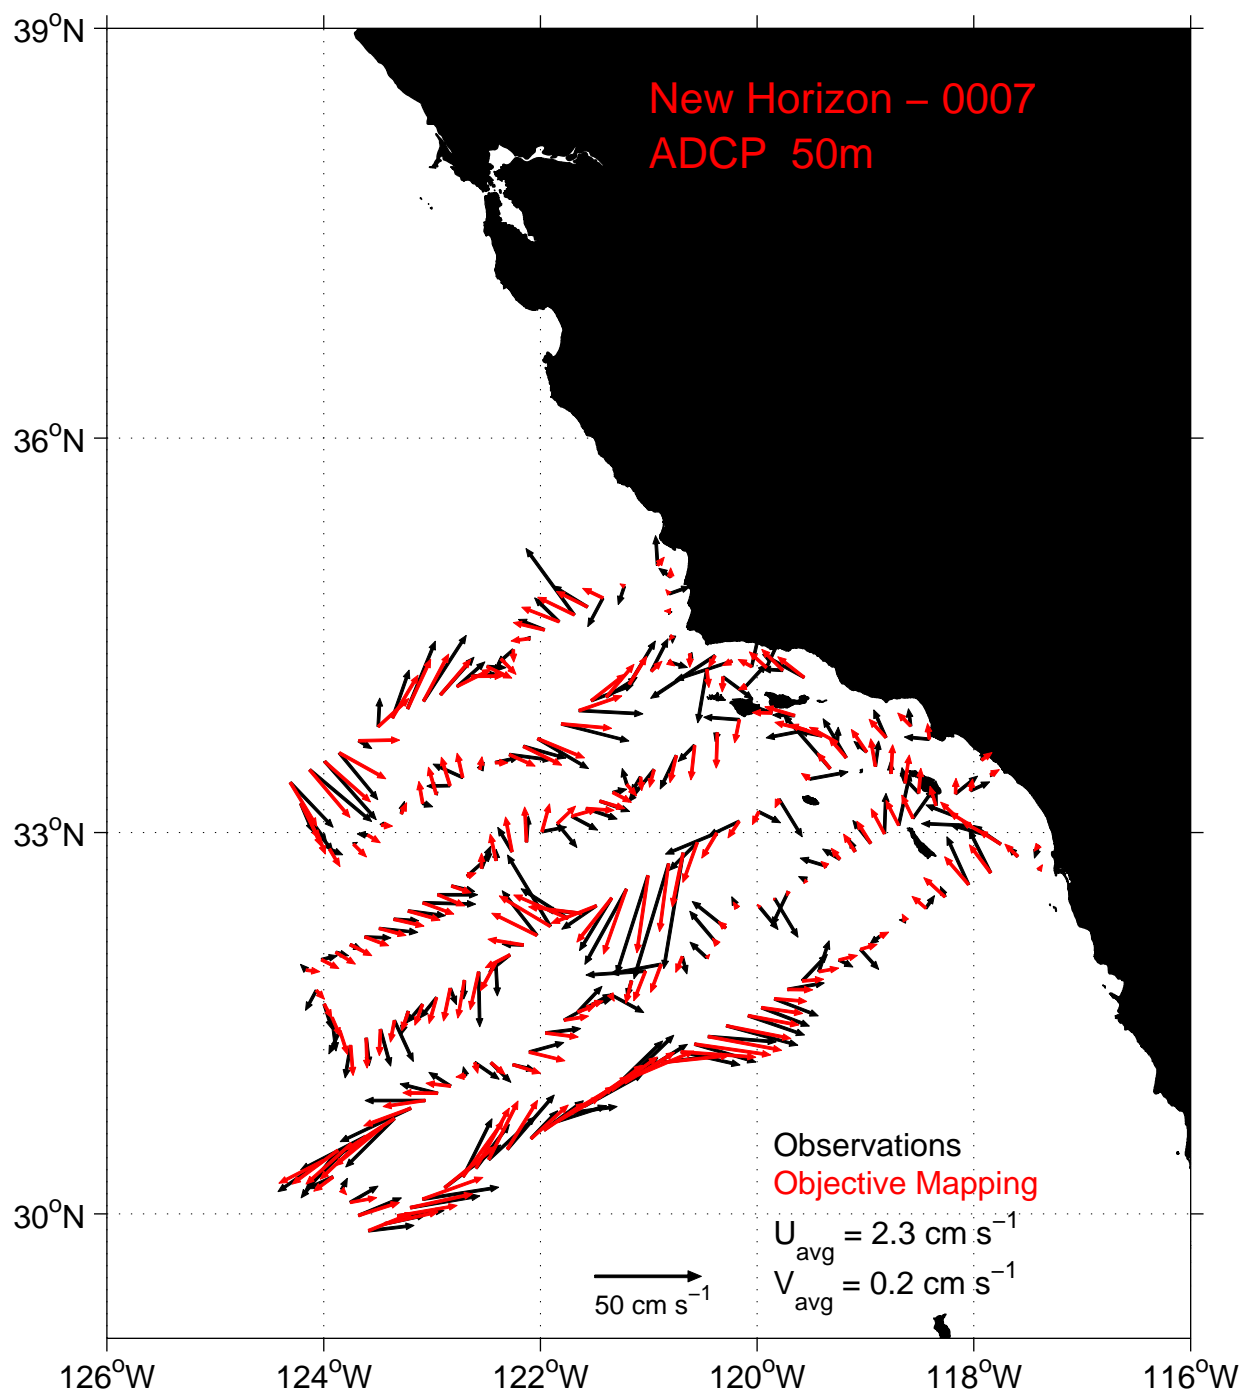 39°N
New Horizon – 0007
ADCP 50m
36°N
33°N
Observations
Objective Mapping
30°N
U_avg = 2.3 cm s⁻¹
V_avg = 0.2 cm s⁻¹
50 cm s⁻¹
126°W 124°W 122°W 120°W 118°W 116°W